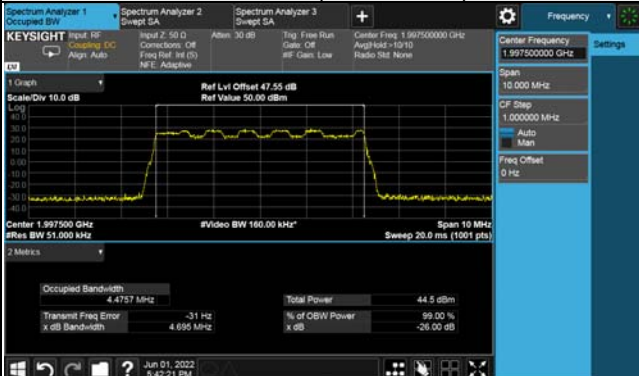 Spectrum Analyzer 1
Occupied BW
Spectrum Analyzer 2
Swept SA
Spectrum Analyzer 3
Swept SA
+
Frequency
KEYSIGHT
Input: RF
Coupling: DC
Align: Auto
Input Z: 50 Ω
Corrections: Off
Freq Ref: Int (S)
NFE: Adaptive
Atten: 30 dB
Trig: Free Run
Gate: Off
#IF Gain: Low
Center Freq: 1.997500000 GHz
Avg|Hold:>10/10
Radio Std: None
Center Frequency
1.997500000 GHz
Settings
Span
10.000 MHz
CF Step
1.000000 MHz
Auto
Man
Freq Offset
0 Hz
1 Graph
Scale/Div 10.0 dB
Ref Lvl Offset 47.55 dB
Ref Value 50.00 dBm
Log
40.0
30.0
20.0
10.0
0.00
-10.0
-20.0
-30.0
-40.0
Center 1.997500 GHz
#Res BW 51.000 kHz
#Video BW 160.00 kHz*
Span 10 MHz
Sweep 20.0 ms (1001 pts)
2 Metrics
Occupied Bandwidth
4.4757 MHz
Total Power
44.5 dBm
Transmit Freq Error
-31 Hz
% of OBW Power
99.00 %
x dB Bandwidth
4.695 MHz
x dB
-26.00 dB
?
Jun 01, 2022
5:42:21 PM